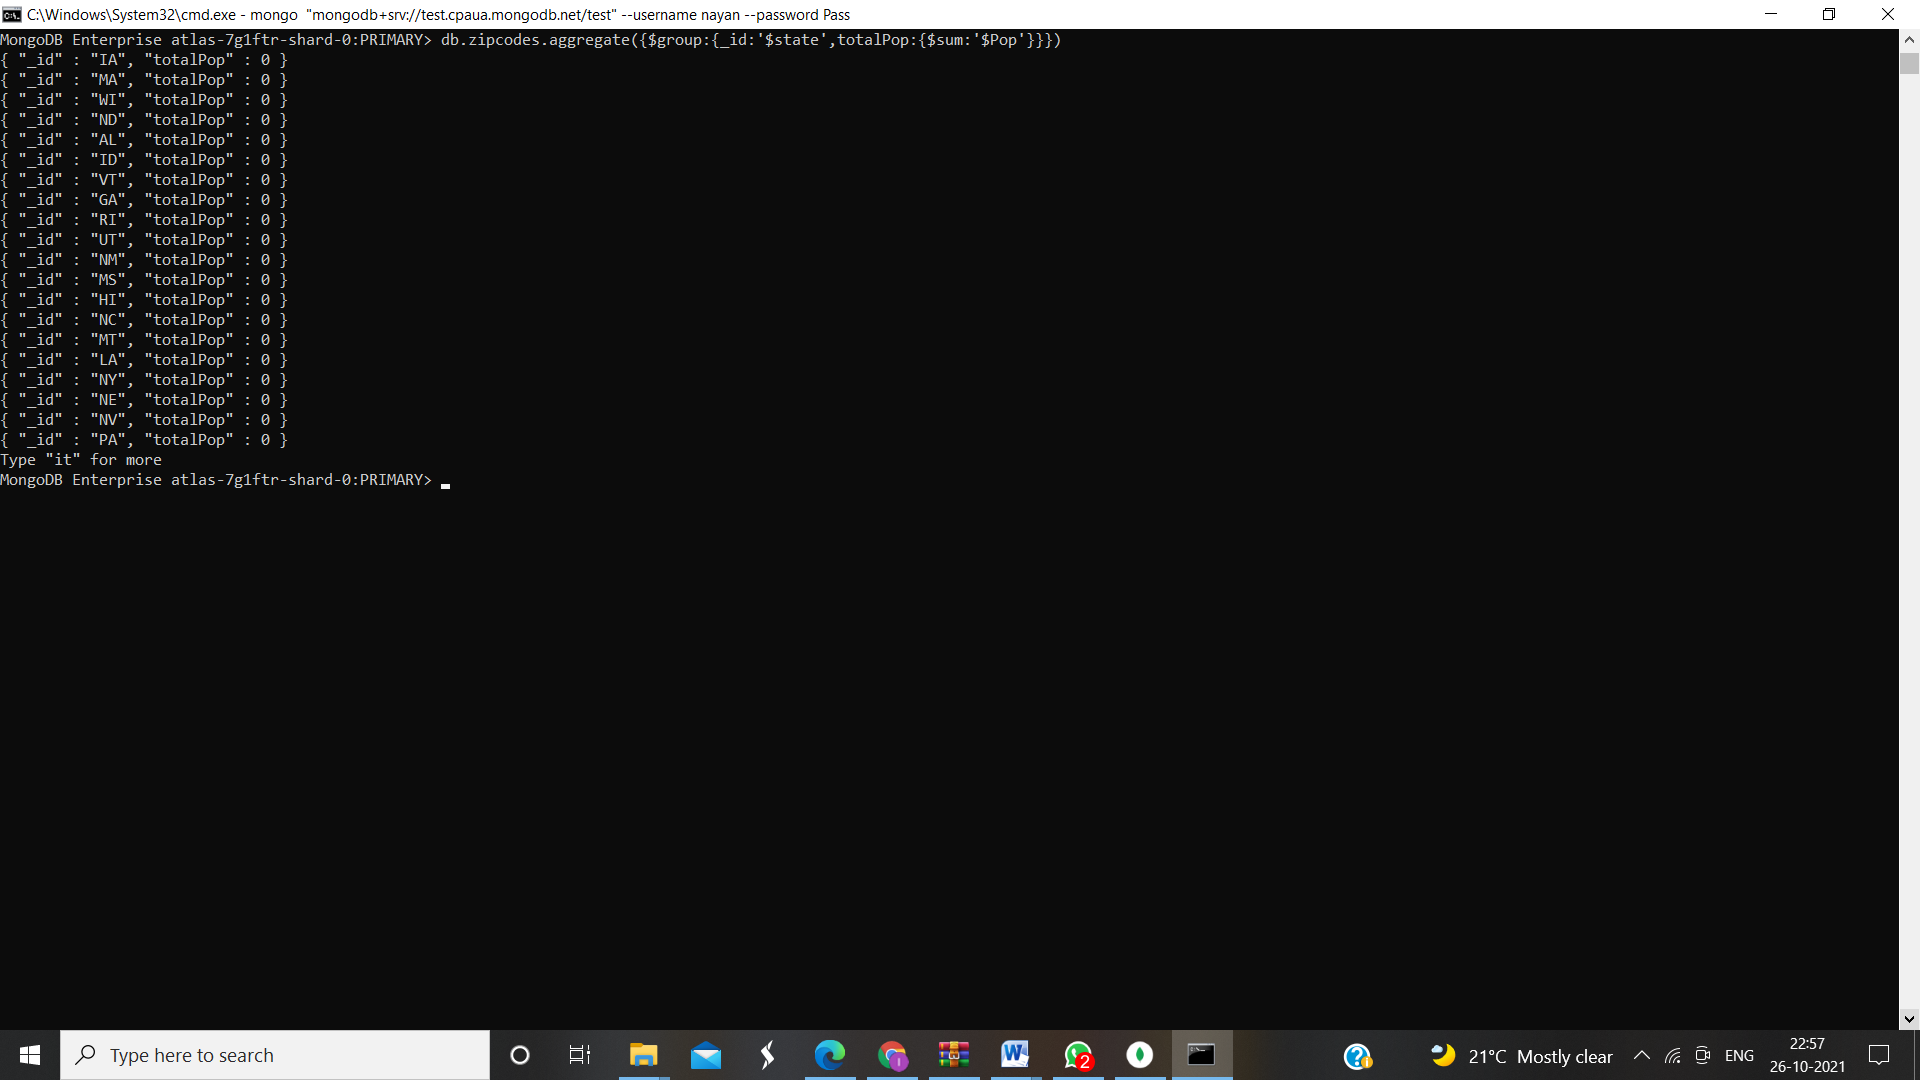 C:\Windows\System32\cmd.exe - mongo  "mongodb+srv://test.cpaua.mongodb.net/test" --username nayan --password Pass
MongoDB Enterprise atlas-7g1ftr-shard-0:PRIMARY> db.zipcodes.aggregate({$group:{_id:'$state',totalPop:{$sum:'$Pop'}}})
{ "_id" : "IA", "totalPop" : 0 }
{ "_id" : "MA", "totalPop" : 0 }
{ "_id" : "WI", "totalPop" : 0 }
{ "_id" : "ND", "totalPop" : 0 }
{ "_id" : "AL", "totalPop" : 0 }
{ "_id" : "ID", "totalPop" : 0 }
{ "_id" : "VT", "totalPop" : 0 }
{ "_id" : "GA", "totalPop" : 0 }
{ "_id" : "RI", "totalPop" : 0 }
{ "_id" : "UT", "totalPop" : 0 }
{ "_id" : "NM", "totalPop" : 0 }
{ "_id" : "MS", "totalPop" : 0 }
{ "_id" : "HI", "totalPop" : 0 }
{ "_id" : "NC", "totalPop" : 0 }
{ "_id" : "MT", "totalPop" : 0 }
{ "_id" : "LA", "totalPop" : 0 }
{ "_id" : "NY", "totalPop" : 0 }
{ "_id" : "NE", "totalPop" : 0 }
{ "_id" : "NV", "totalPop" : 0 }
{ "_id" : "PA", "totalPop" : 0 }
Type "it" for more
MongoDB Enterprise atlas-7g1ftr-shard-0:PRIMARY>
Type here to search
2
21°C Mostly clear
ENG
22:57
26-10-2021